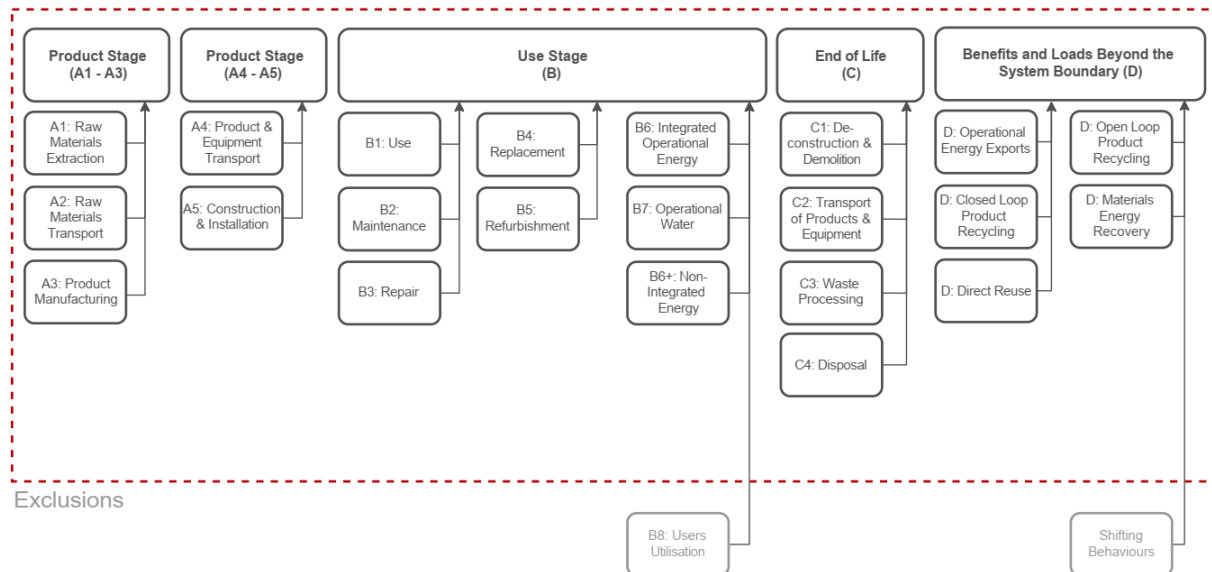 Product Stage
(A1 - A3)
Product Stage
(A4 - A5)
Use Stage
(B)
End of Life
(C)
Benefits and Loads Beyond the
System Boundary (D)
A1: Raw
Materials
Extraction
A2: Raw
Materials
Transport
A3: Product
Manufacturing
A4: Product &
Equipment
Transport
A5: Construction
& Installation
B1: Use
B2:
Maintenance
B3: Repair
B4:
Replacement
B5:
Refurbishment
B6: Integrated
Operational
Energy
B7: Operational
Water
B6+: Non-
Integrated
Energy
C1: De-
construction &
Demolition
C2: Transport
of Products &
Equipment
C3: Waste
Processing
C4: Disposal
D: Operational
Energy Exports
D: Closed Loop
Product
Recycling
D: Direct Reuse
D: Open Loop
Product
Recycling
D: Materials
Energy
Recovery
Exclusions
B8: Users
Utilisation
Shifting
Behaviours